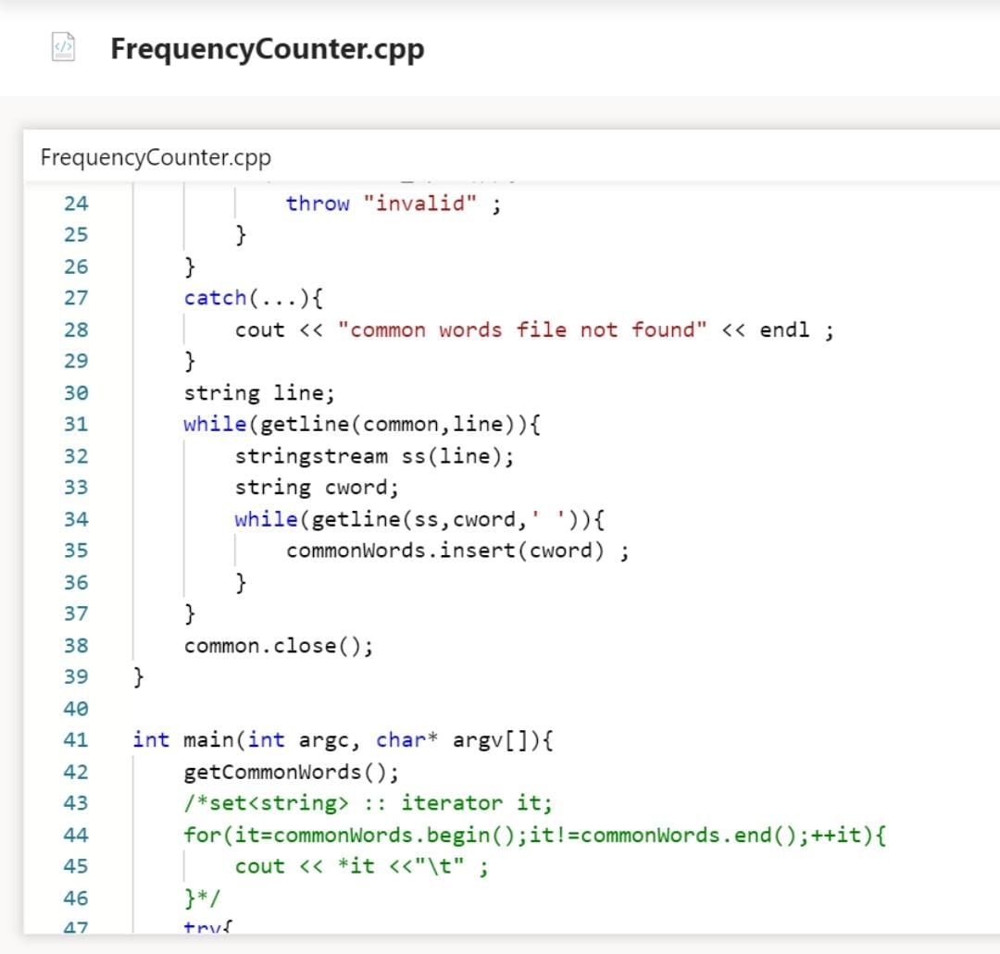 FrequencyCounter.cpp
FrequencyCounter.cpp
24 throw "invalid" ;
25 }
26 }
27 catch(...){
28 cout << "common words file not found" << endl ;
29 }
30 string line;
31 while(getline(common,line)){
32 stringstream ss(line);
33 string cword;
34 while(getline(ss,cword,' ')){
35 commonWords.insert(cword) ;
36 }
37 }
38 common.close();
39 }
40
41 int main(int argc, char* argv[]){
42 getCommonWords();
43 /*set<string> :: iterator it;
44 for(it=commonWords.begin();it!=commonWords.end();++it){
45 cout << *it <<"\t" ;
46 }*/
47 try{